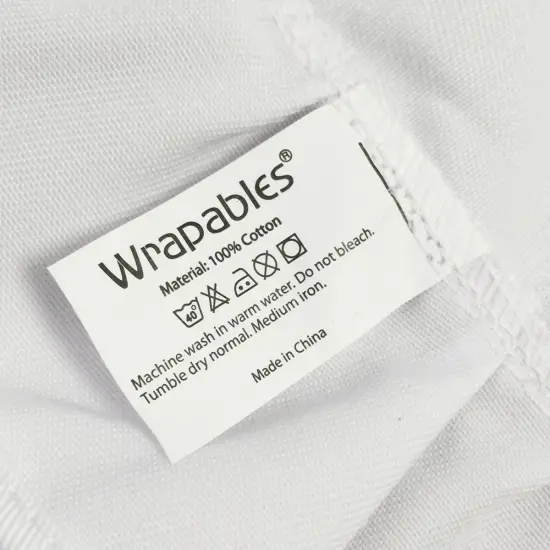 Wrapables®
Material: 100% Cotton
40°
Machine wash in warm water. Do not bleach.
Tumble dry normal. Medium iron.
Made in China